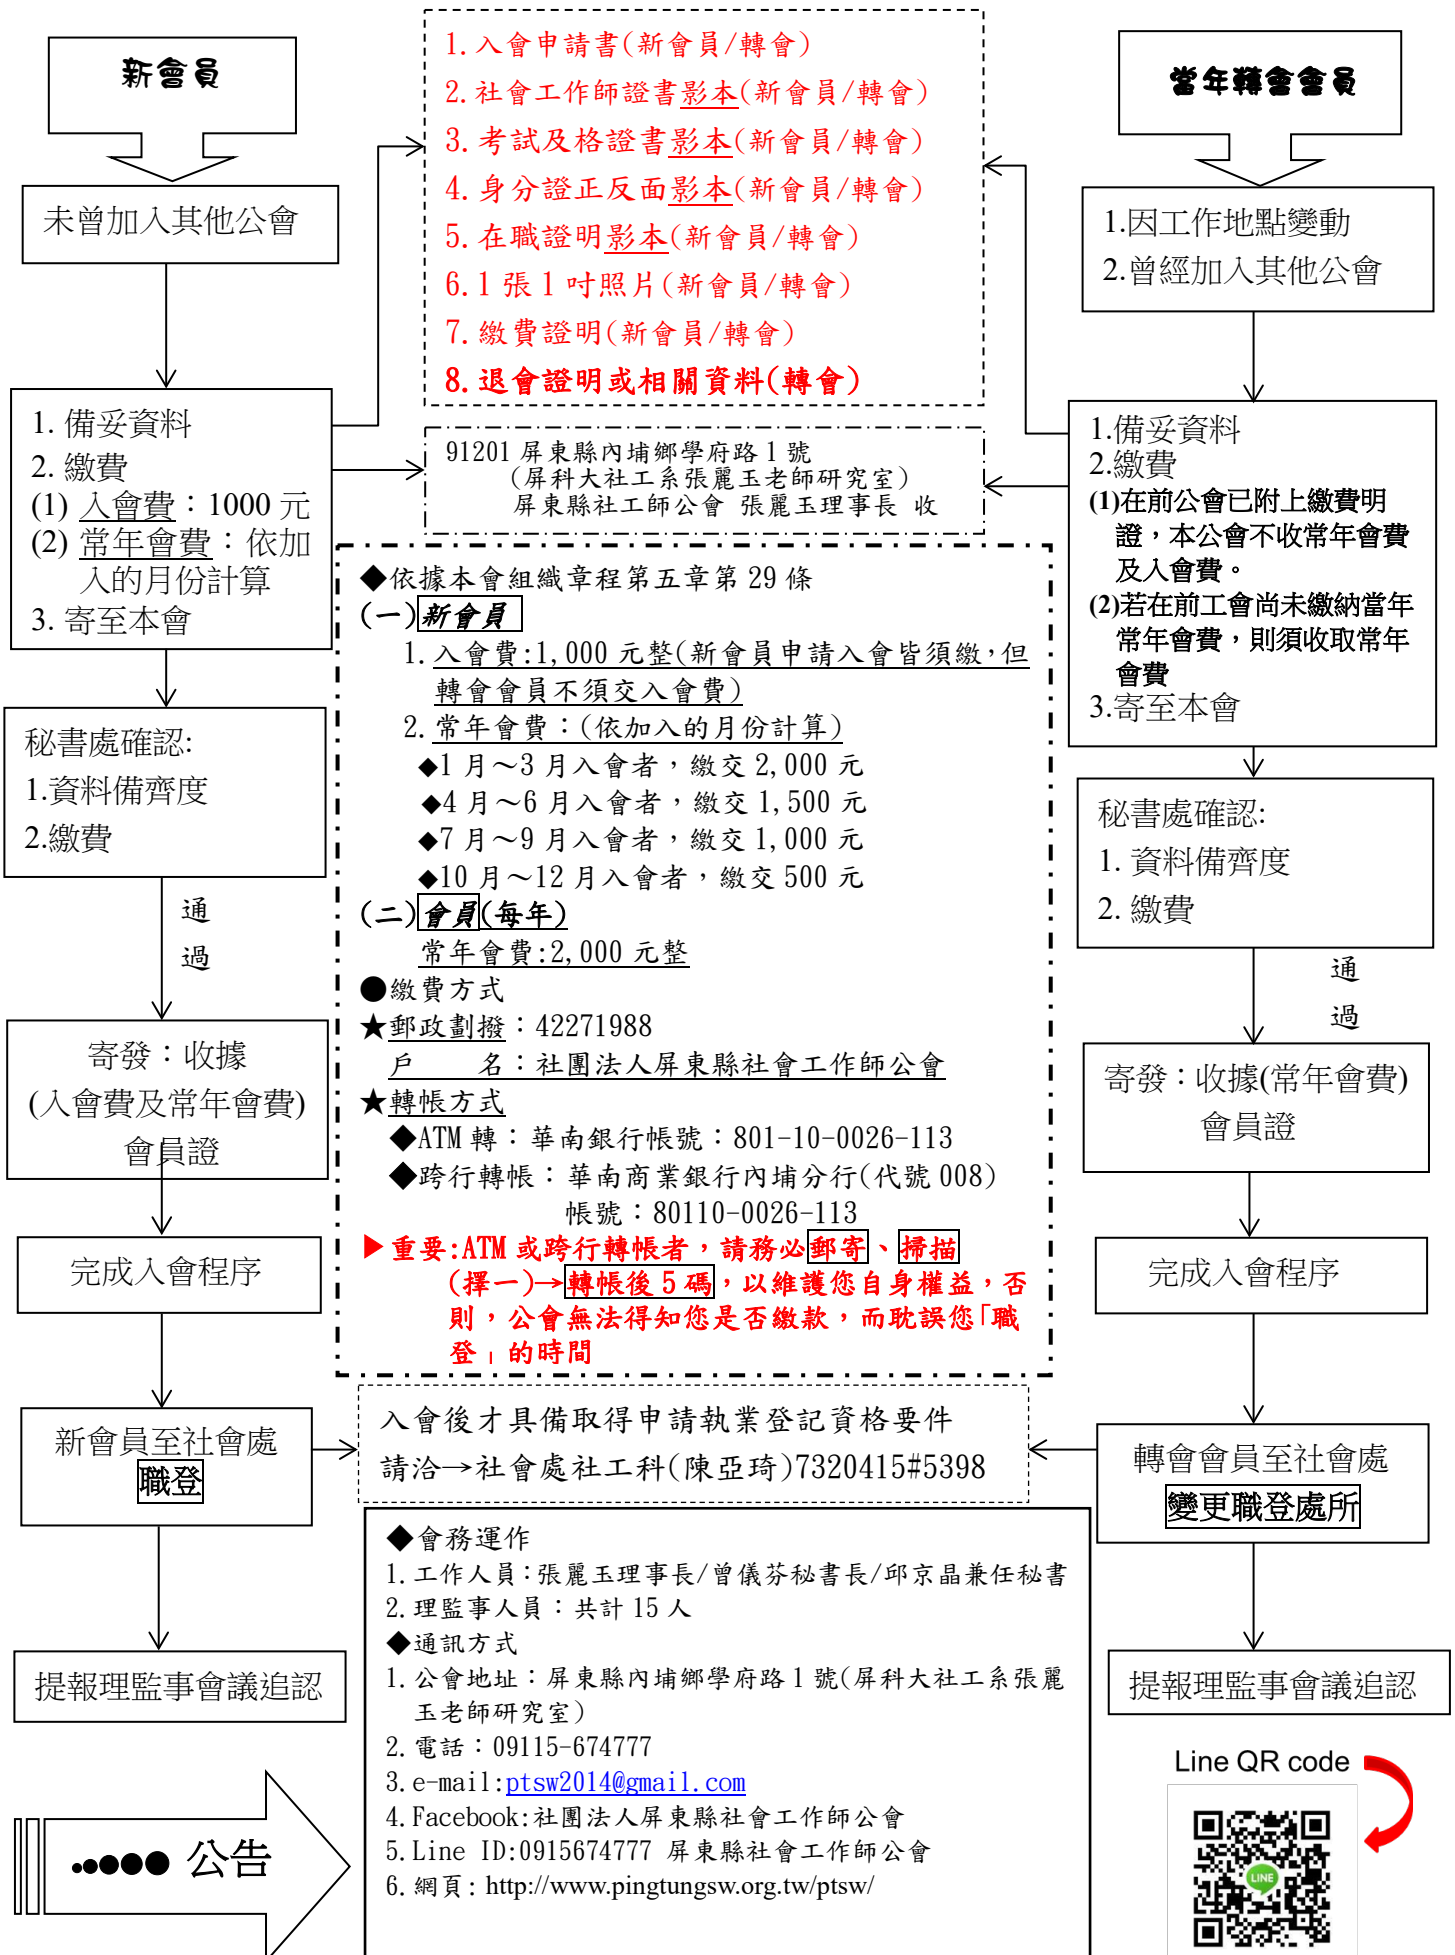 新會員
未曾加入其他公會
1. 備妥資料
2. 繳費
(1) 入會費：1000 元
(2) 常年會費：依加
入的月份計算
3. 寄至本會
秘書處確認:
1.資料備齊度
2.繳費
通
過
寄發：收據
(入會費及常年會費)
會員證
完成入會程序
新會員至社會處
職登
提報理監事會議追認
●●●●● 公告
1.入會申請書(新會員/轉會)
2.社會工作師證書影本(新會員/轉會)
3.考試及格證書影本(新會員/轉會)
4.身分證正反面影本(新會員/轉會)
5.在職證明影本(新會員/轉會)
6.1 張 1 吋照片(新會員/轉會)
7.繳費證明(新會員/轉會)
8.退會證明或相關資料(轉會)
91201 屏東縣內埔鄉學府路 1 號
(屏科大社工系張麗玉老師研究室)
屏東縣社工師公會 張麗玉理事長 收
◆依據本會組織章程第五章第 29 條
(一)新會員
1.入會費:1,000 元整(新會員申請入會皆須繳,但
轉會會員不須交入會費)
2.常年會費：(依加入的月份計算)
◆1 月～3 月入會者，繳交 2,000 元
◆4 月～6 月入會者，繳交 1,500 元
◆7 月～9 月入會者，繳交 1,000 元
◆10 月～12 月入會者，繳交 500 元
(二)會員(每年)
常年會費:2,000 元整
●繳費方式
★郵政劃撥：42271988
戶　　名：社團法人屏東縣社會工作師公會
★轉帳方式
◆ATM 轉：華南銀行帳號：801-10-0026-113
◆跨行轉帳：華南商業銀行內埔分行(代號 008)
帳號：80110-0026-113
▶重要:ATM 或跨行轉帳者，請務必郵寄、掃描
(擇一)→轉帳後 5 碼，以維護您自身權益，否
則，公會無法得知您是否繳款，而耽誤您「職
登」的時間
入會後才具備取得申請執業登記資格要件
請洽→社會處社工科(陳亞琦)7320415#5398
◆會務運作
1.工作人員:張麗玉理事長/曾儀芬秘書長/邱京晶兼任秘書
2.理監事人員：共計 15 人
◆通訊方式
1.公會地址：屏東縣內埔鄉學府路 1 號(屏科大社工系張麗
玉老師研究室)
2.電話：09115-674777
3.e-mail:ptsw2014@gmail.com
4.Facebook:社團法人屏東縣社會工作師公會
5.Line ID:0915674777 屏東縣社會工作師公會
6.網頁: http://www.pingtungsw.org.tw/ptsw/
當年轉會會員
1.因工作地點變動
2.曾經加入其他公會
1.備妥資料
2.繳費
(1)在前公會已附上繳費明
證，本公會不收常年會費
及入會費。
(2)若在前工會尚未繳納當年
常年會費，則須收取常年
會費
3.寄至本會
秘書處確認:
1. 資料備齊度
2. 繳費
通
過
寄發：收據(常年會費)
會員證
完成入會程序
轉會會員至社會處
變更職登處所
提報理監事會議追認
Line QR code
LINE